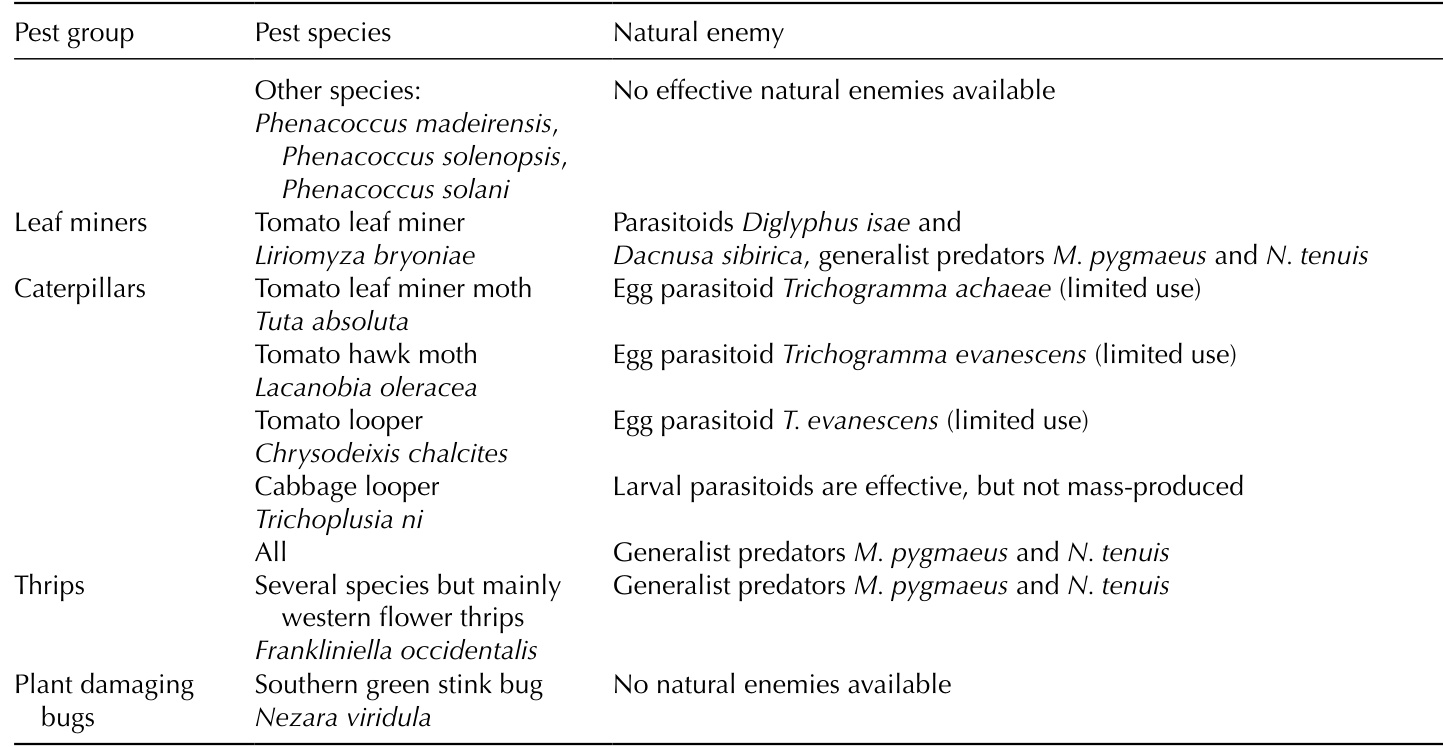 Pest group Pest species Natural enemy
Other species: No effective natural enemies available
Phenacoccus madeirensis,
Phenacoccus solenopsis,
Phenacoccus solani
Leaf miners Tomato leaf miner Parasitoids Diglyphus isae and
Liriomyza bryoniae Dacnusa sibirica, generalist predators M. pygmaeus and N. tenuis
Caterpillars Tomato leaf miner moth Egg parasitoid Trichogramma achaeae (limited use)
Tuta absoluta
Tomato hawk moth Egg parasitoid Trichogramma evanescens (limited use)
Lacanobia oleracea
Tomato looper Egg parasitoid T. evanescens (limited use)
Chrysodeixis chalcites
Cabbage looper Larval parasitoids are effective, but not mass-produced
Trichoplusia ni
All Generalist predators M. pygmaeus and N. tenuis
Thrips Several species but mainly Generalist predators M. pygmaeus and N. tenuis
western flower thrips
Frankliniella occidentalis
Plant damaging Southern green stink bug No natural enemies available
bugs Nezara viridula